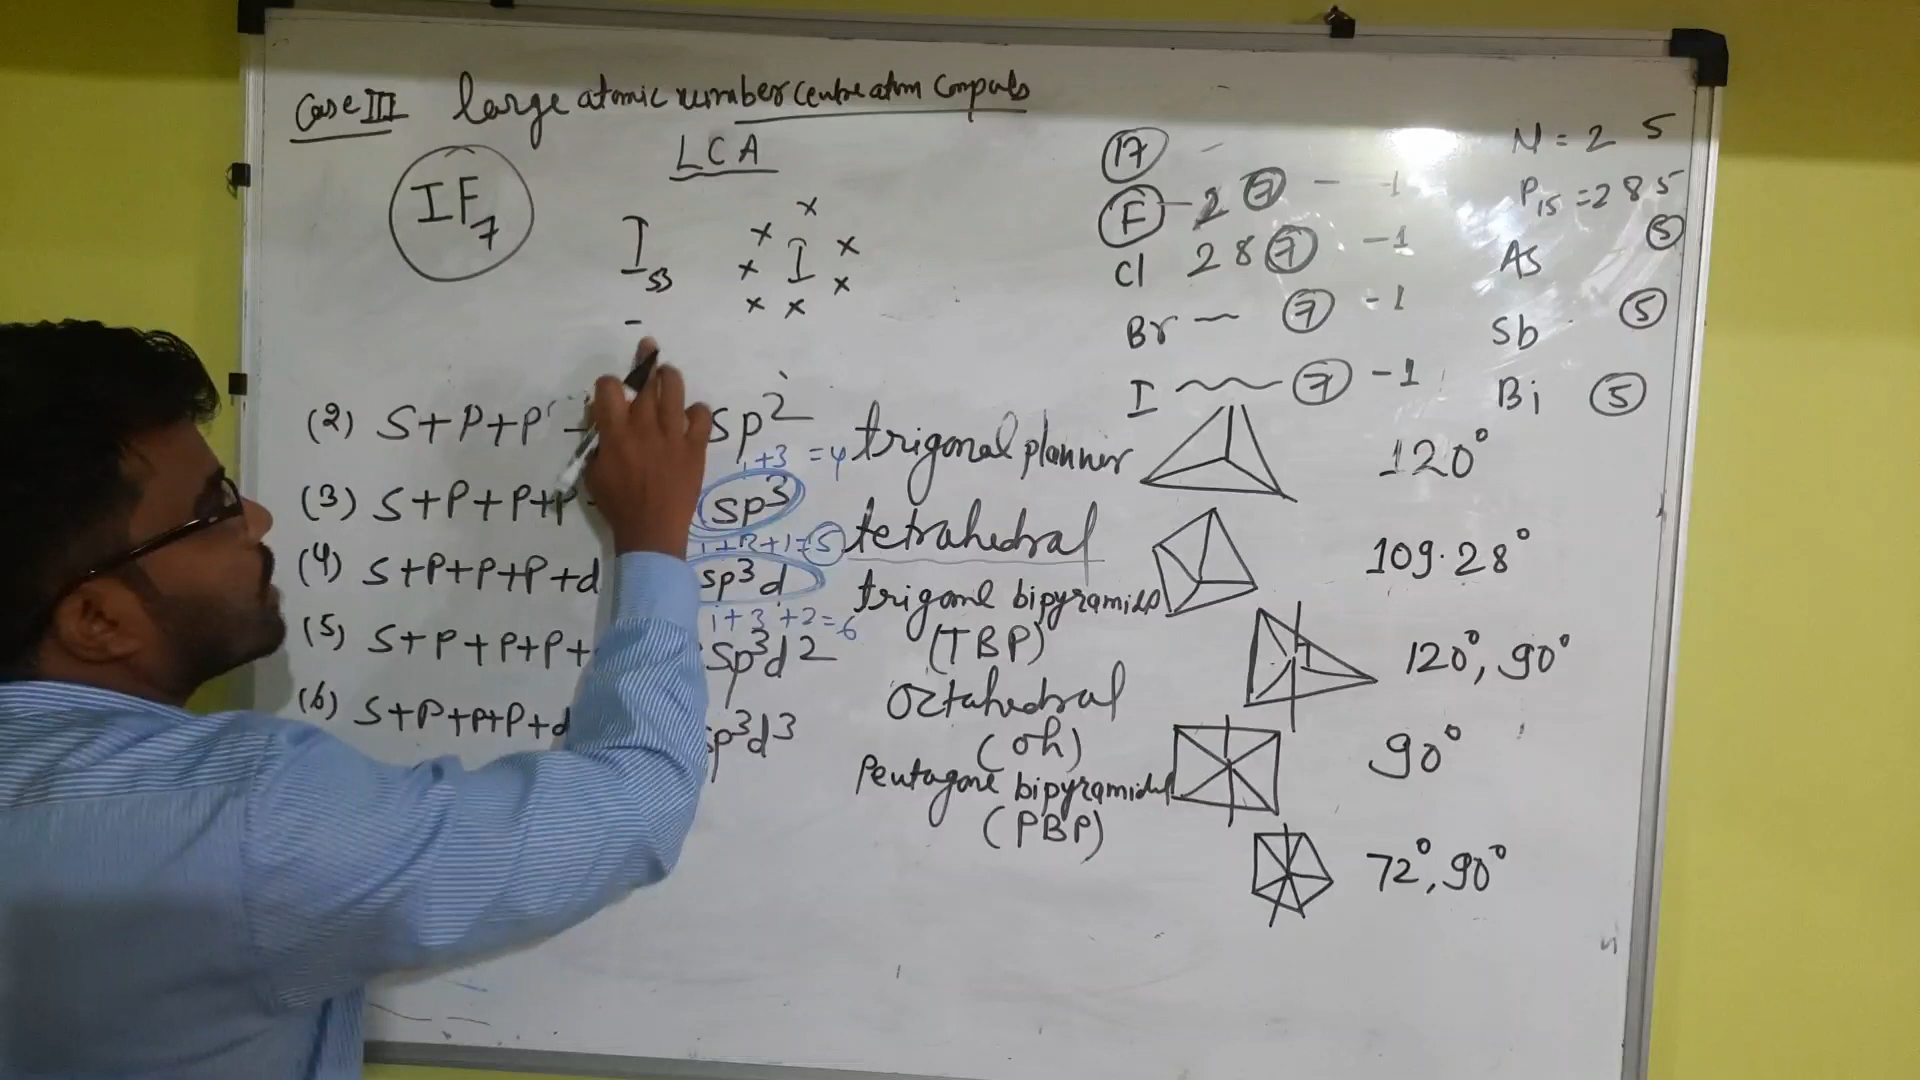 Case III large atomic number centre atom Compouds
LCA
IF7
I53
x
x x
x I x
x x
-
(2) S+P+P sp2 trigonal planner 120°
1+3=4
(3) S+P+P+P sp3 tetrahedral 109.28°
1+3+1=5
(4) S+P+P+P+d sp3d trigonal bipyramidal (TBP) 120°, 90°
1+3+2=6
(5) S+P+P+P+ sp3d2 Octahedral (oh) 90°
(6) S+P+P+P+d sp3d3 Pentagonal bipyramidal (PBP) 72°, 90°
17
F - 2 7 - -1
Cl 2 8 7 -1
Br - 7 -1
I 7 -1
N = 2 5
P15 = 2 8 5
As 5
Sb 5
Bi 5